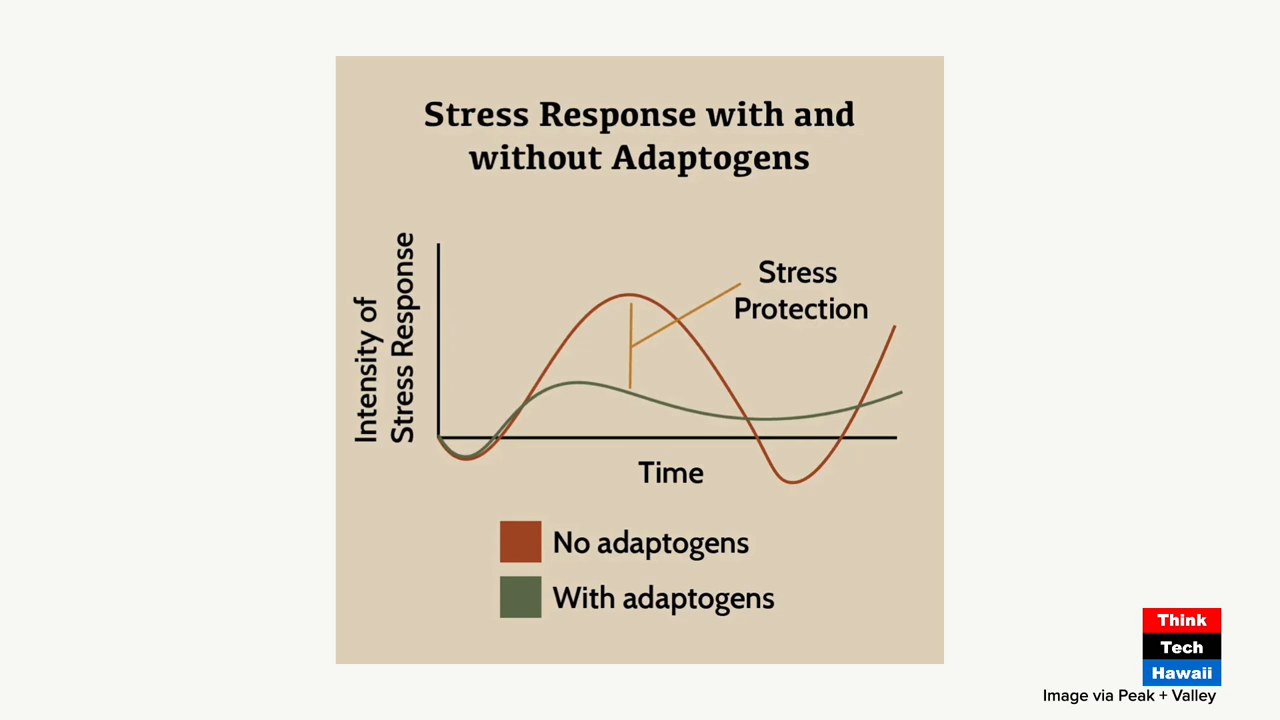 Stress Response with and
without Adaptogens
Intensity of
Stress Response
Stress
Protection
Time
No adaptogens
With adaptogens
Think
Tech
Hawaii
Image via Peak + Valley